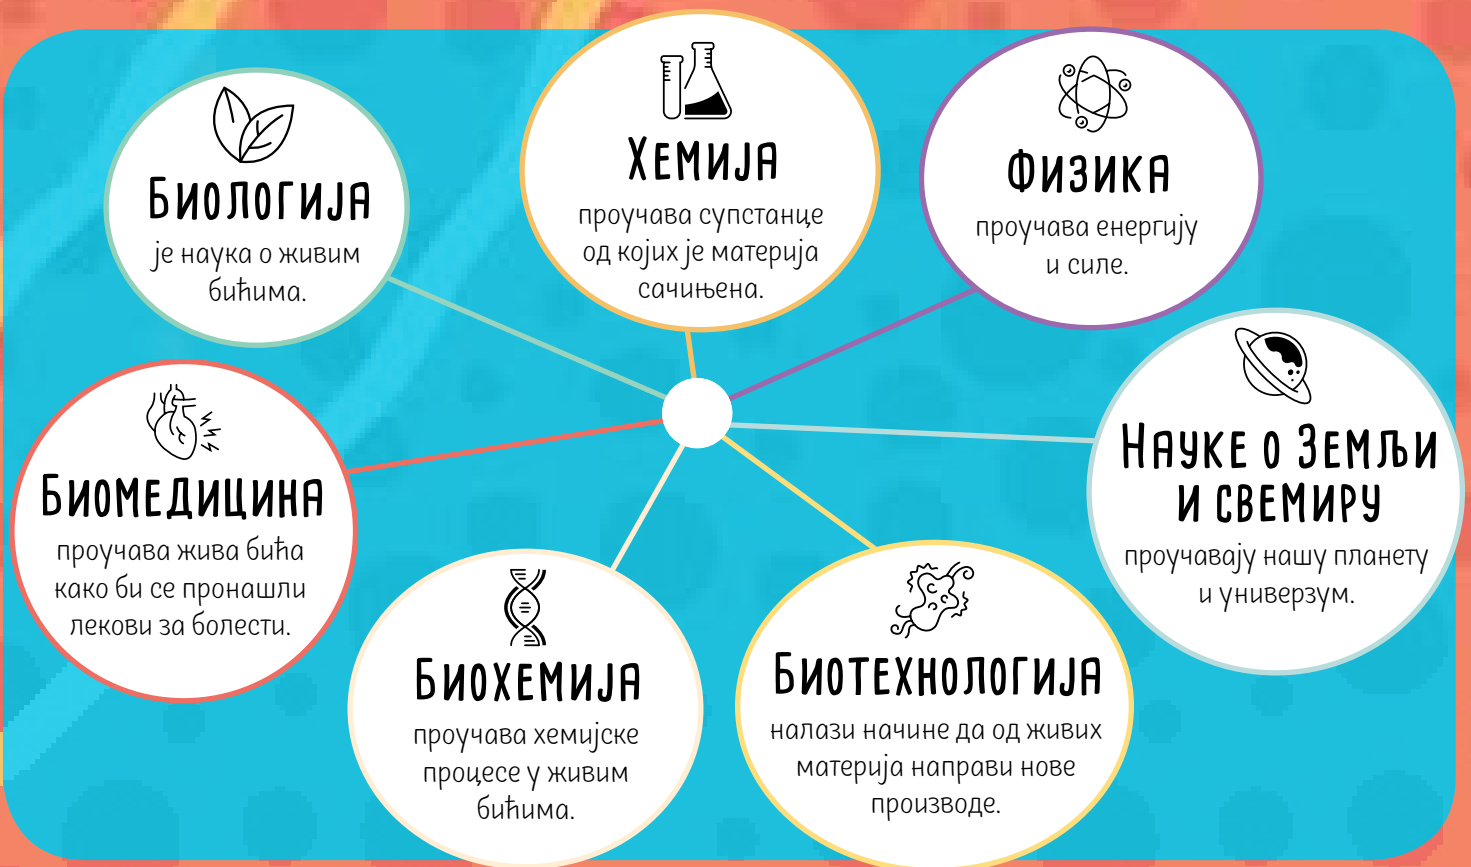 Биологија
је наука о живим
бићима.
Хемија
проучава супстанце
од којих је материја
сачињена.
Физика
проучава енергију
и силе.
Науке о Земљи
и свемиру
проучавају нашу планету
и универзум.
Биомедицина
проучава жива бића
како би се пронашли
лекови за болести.
Биохемија
проучава хемијске
процесе у живим
бићима.
Биотехнологија
налази начине да од живих
материја направи нове
производе.